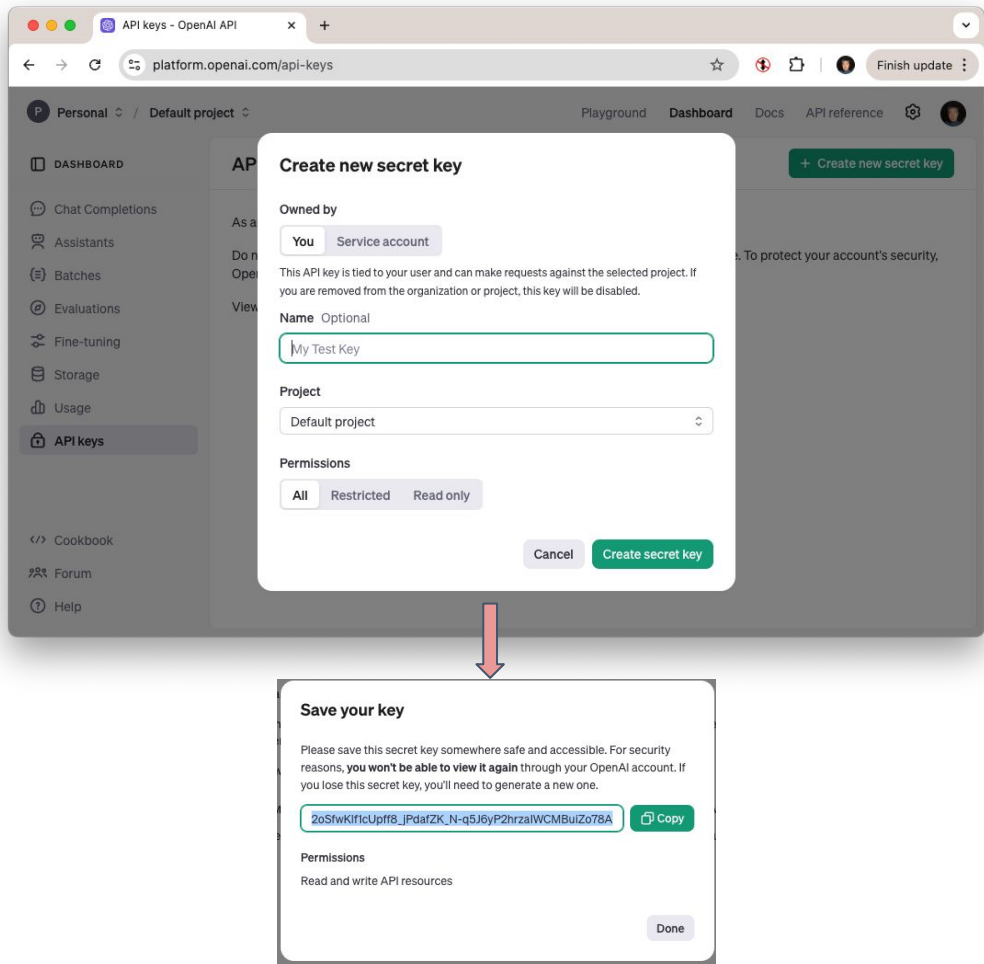 API keys - OpenAI API
platform.openai.com/api-keys
Finish update
P Personal / Default project
Playground Dashboard Docs API reference
DASHBOARD
Chat Completions
Assistants
Batches
Evaluations
Fine-tuning
Storage
Usage
API keys
Cookbook
Forum
Help
AP
+ Create new secret key
As a
Do n
e. To protect your account's security,
Ope
View
Create new secret key
Owned by
You Service account
This API key is tied to your user and can make requests against the selected project. If
you are removed from the organization or project, this key will be disabled.
Name Optional
My Test Key
Project
Default project
Permissions
All Restricted Read only
Cancel Create secret key
Save your key
Please save this secret key somewhere safe and accessible. For security
reasons, you won't be able to view it again through your OpenAI account. If
you lose this secret key, you'll need to generate a new one.
Copy
Permissions
Read and write API resources
Done